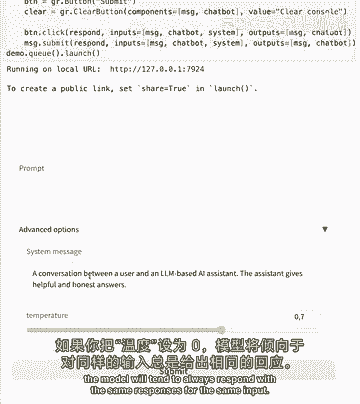 btn = gr.Button("Submit")
clear = gr.ClearButton(components=[msg, chatbot], value="Clear console")
btn.click(respond, inputs=[msg, chatbot, system], outputs=[msg, chatbot])
msg.submit(respond, inputs=[msg, chatbot, system], outputs=[msg, chatbot])
demo.queue().launch()
Running on local URL:  http://127.0.0.1:7924
To create a public link, set `share=True` in `launch()`.
Prompt
Advanced options ▼
System message
A conversation between a user and an LLM-based AI assistant. The assistant gives
helpful and honest answers.
temperature 0,7
如果你把“温度”设为 0，模型将倾向于
对同样的输入总是给出相同的回应。
Submit
the model will tend to always respond with
the same responses for the same input.